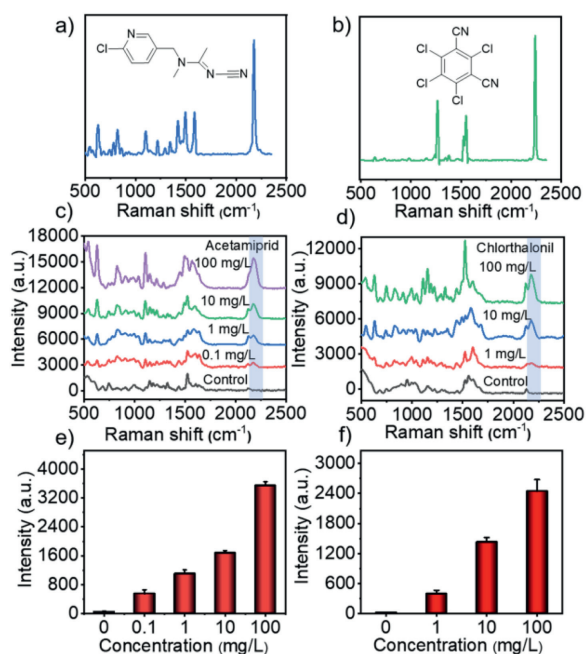 a)
Cl
N
N
N
N
500 1000 1500 2000 2500
Raman shift (cm⁻¹)
b)
CN
Cl
Cl
Cl
CN
Cl
500 1000 1500 2000 2500
Raman shift (cm⁻¹)
c)
Intensity (a.u.)
18000
15000
12000
9000
6000
3000
0
Acetamiprid
100 mg/L
10 mg/L
1 mg/L
0.1 mg/L
Control
500 1000 1500 2000 2500
Raman shift (cm⁻¹)
d)
Intensity (a.u.)
12000
9000
6000
3000
0
Chlorthalonil
100 mg/L
10 mg/L
1 mg/L
Control
500 1000 1500 2000 2500
Raman shift (cm⁻¹)
e)
Intensity (a.u.)
4000
3200
2400
1600
800
0
0 0.1 1 10 100
Concentration (mg/L)
f)
Intensity (a.u.)
3000
2400
1800
1200
600
0
0 1 10 100
Concentration (mg/L)